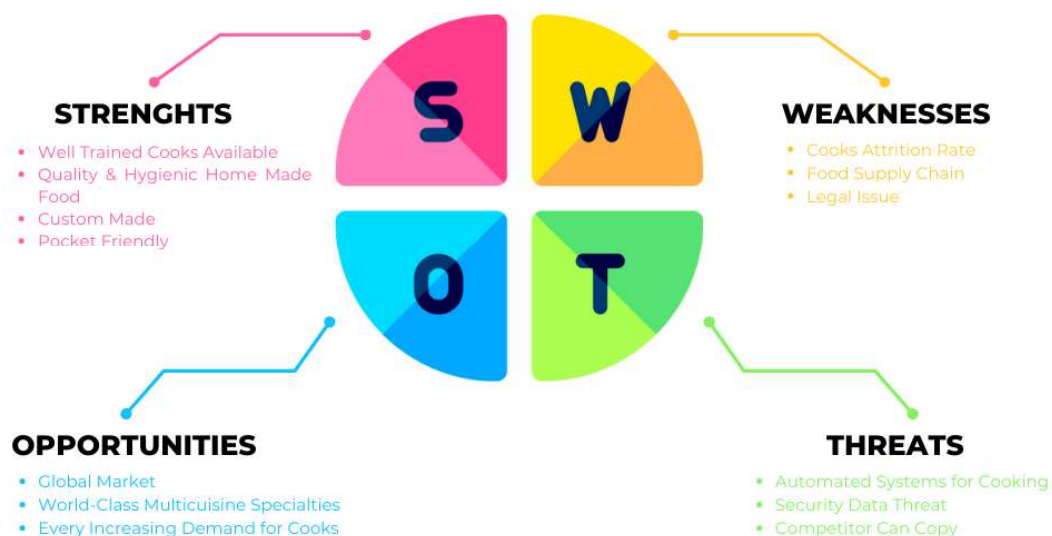 S
W
O
T
STRENGHTS
• Well Trained Cooks Available
• Quality & Hygienic Home Made
Food
• Custom Made
• Pocket Friendly
WEAKNESSES
• Cooks Attrition Rate
• Food Supply Chain
• Legal Issue
OPPORTUNITIES
• Global Market
• World-Class Multicuisine Specialties
• Every Increasing Demand for Cooks
THREATS
• Automated Systems for Cooking
• Security Data Threat
• Competitor Can Copy